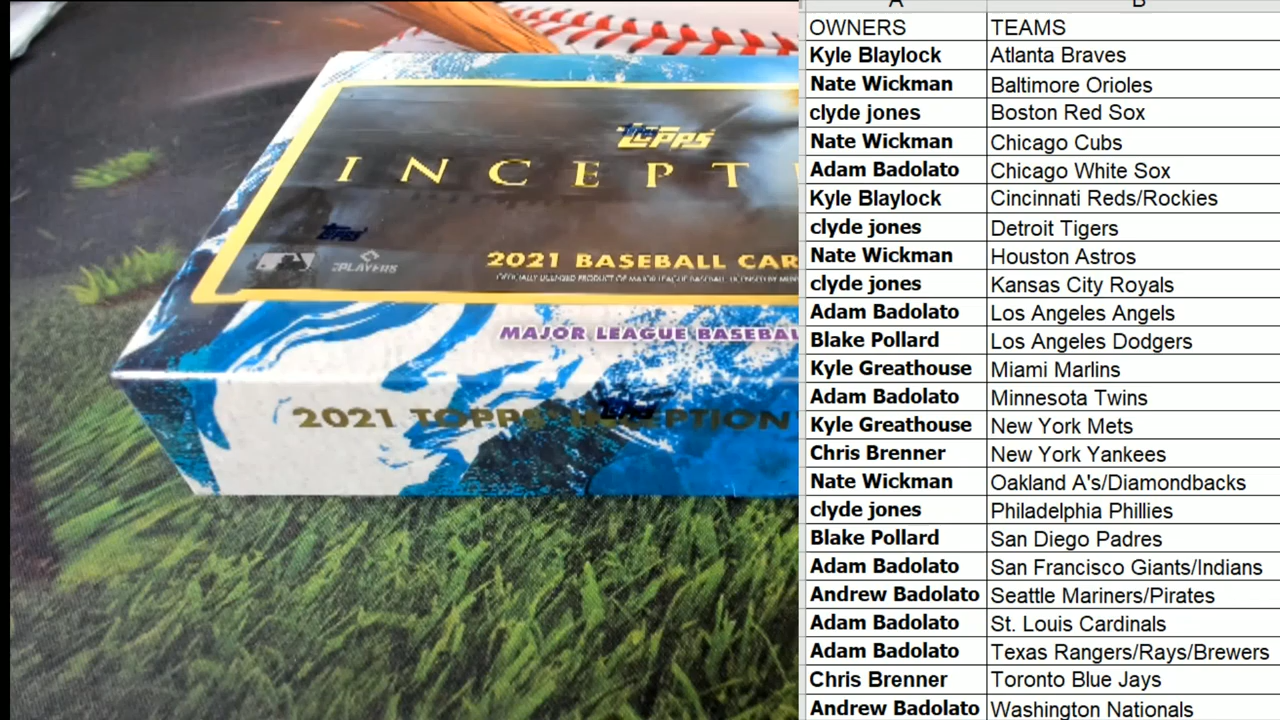 Topps
INCEPT
Topps
PLAYERS
2021 BASEBALL CAR
MAJOR LEAGUE BASEBAL
2021 TOPPS INCEPTION
A B
OWNERS TEAMS
Kyle Blaylock Atlanta Braves
Nate Wickman Baltimore Orioles
clyde jones Boston Red Sox
Nate Wickman Chicago Cubs
Adam Badolato Chicago White Sox
Kyle Blaylock Cincinnati Reds/Rockies
clyde jones Detroit Tigers
Nate Wickman Houston Astros
clyde jones Kansas City Royals
Adam Badolato Los Angeles Angels
Blake Pollard Los Angeles Dodgers
Kyle Greathouse Miami Marlins
Adam Badolato Minnesota Twins
Kyle Greathouse New York Mets
Chris Brenner New York Yankees
Nate Wickman Oakland A's/Diamondbacks
clyde jones Philadelphia Phillies
Blake Pollard San Diego Padres
Adam Badolato San Francisco Giants/Indians
Andrew Badolato Seattle Mariners/Pirates
Adam Badolato St. Louis Cardinals
Adam Badolato Texas Rangers/Rays/Brewers
Chris Brenner Toronto Blue Jays
Andrew Badolato Washington Nationals